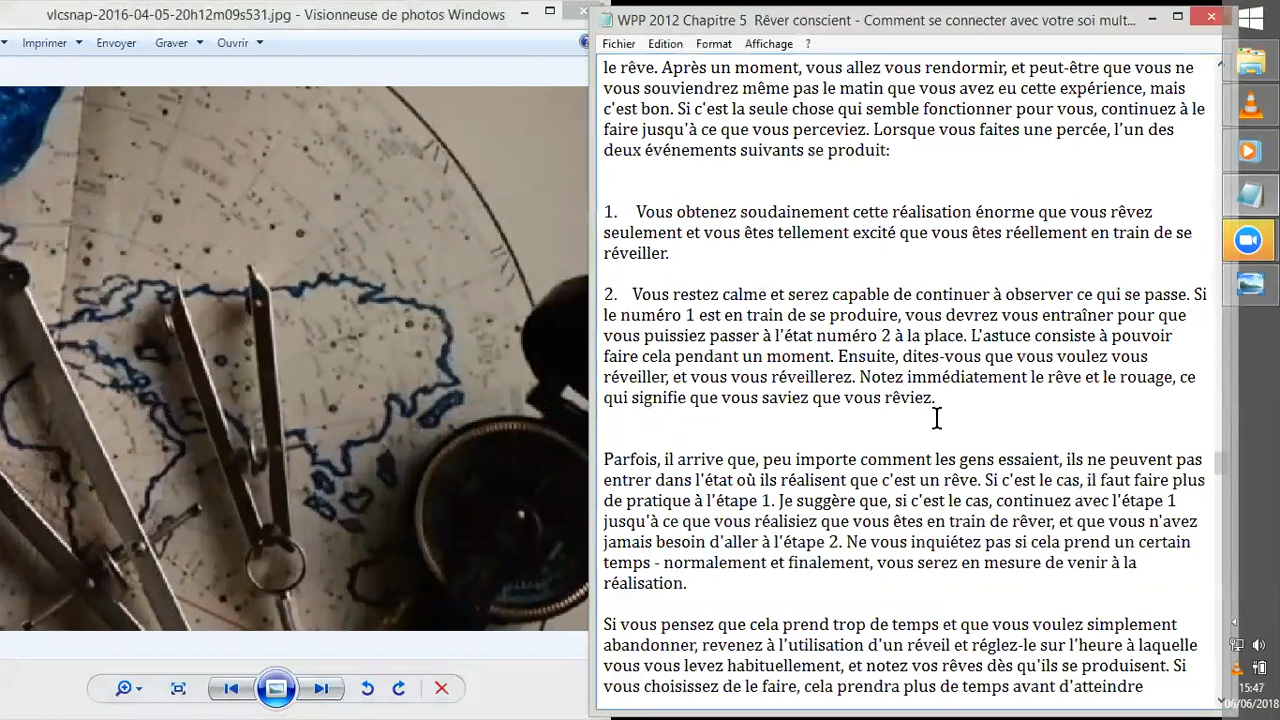 vlcsnap-2016-04-05-20h12m09s531.jpg - Visionneuse de photos Windows
Imprimer
Envoyer
Graver
Ouvrir
WPP 2012 Chapitre 5 Rêver conscient - Comment se connecter avec votre soi mult...
Fichier
Edition
Format
Affichage
?
le rêve. Après un moment, vous allez vous rendormir, et peut-être que vous ne
vous souviendrez même pas le matin que vous avez eu cette expérience, mais
c'est bon. Si c'est la seule chose qui semble fonctionner pour vous, continuez à le
faire jusqu'à ce que vous perceviez. Lorsque vous faites une percée, l'un des
deux événements suivants se produit:
1. Vous obtenez soudainement cette réalisation énorme que vous rêvez
seulement et vous êtes tellement excité que vous êtes réellement en train de se
réveiller.
2. Vous restez calme et serez capable de continuer à observer ce qui se passe. Si
le numéro 1 est en train de se produire, vous devrez vous entraîner pour que
vous puissiez passer à l'état numéro 2 à la place. L'astuce consiste à pouvoir
faire cela pendant un moment. Ensuite, dites-vous que vous voulez vous
réveiller, et vous vous réveillerez. Notez immédiatement le rêve et le rouage, ce
qui signifie que vous saviez que vous rêviez.
Parfois, il arrive que, peu importe comment les gens essaient, ils ne peuvent pas
entrer dans l'état où ils réalisent que c'est un rêve. Si c'est le cas, il faut faire plus
de pratique à l'étape 1. Je suggère que, si c'est le cas, continuez avec l'étape 1
jusqu'à ce que vous réalisiez que vous êtes en train de rêver, et que vous n'avez
jamais besoin d'aller à l'étape 2. Ne vous inquiétez pas si cela prend un certain
temps - normalement et finalement, vous serez en mesure de venir à la
réalisation.
Si vous pensez que cela prend trop de temps et que vous voulez simplement
abandonner, revenez à l'utilisation d'un réveil et réglez-le sur l'heure à laquelle
vous vous levez habituellement, et notez vos rêves dès qu'ils se produisent. Si
vous choisissez de le faire, cela prendra plus de temps avant d'atteindre
15:47
06/06/2018